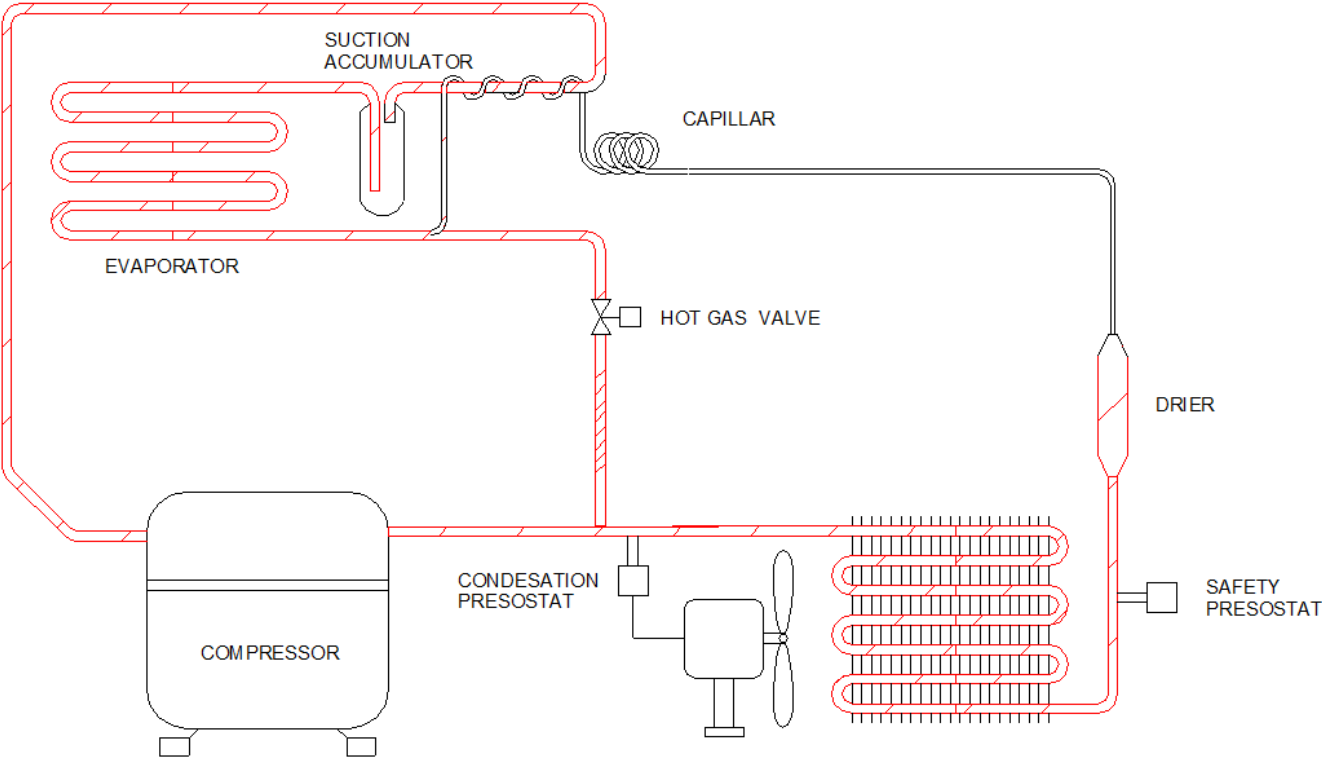 SUCTION
ACCUMULATOR
CAPILLAR
EVAPORATOR
HOT GAS VALVE
DRIER
CONDESATION
PRESOSTAT
SAFETY
PRESOSTAT
COMPRESSOR